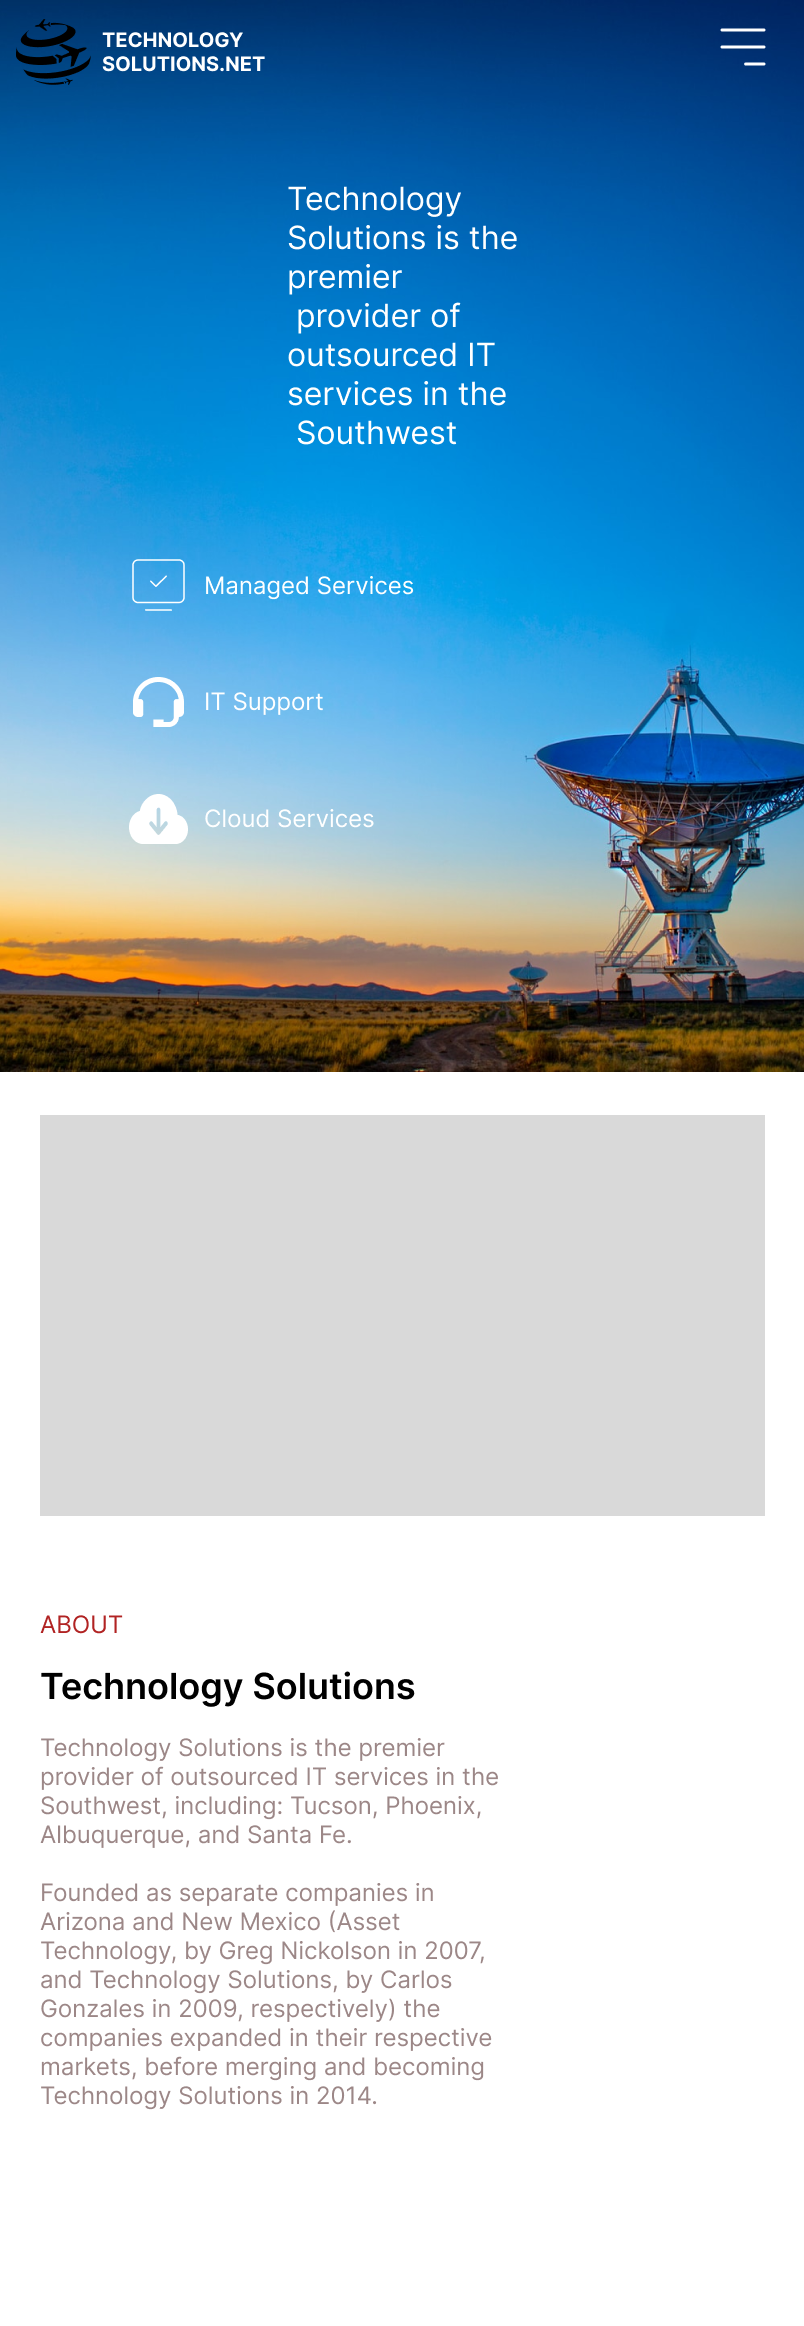 TECHNOLOGY
SOLUTIONS.NET
Technology
Solutions is the
premier
provider of
outsourced IT
services in the
Southwest
Managed Services
IT Support
Cloud Services
ABOUT
Technology Solutions
Technology Solutions is the premier
provider of outsourced IT services in the
Southwest, including: Tucson, Phoenix,
Albuquerque, and Santa Fe.
Founded as separate companies in
Arizona and New Mexico (Asset
Technology, by Greg Nickolson in 2007,
and Technology Solutions, by Carlos
Gonzales in 2009, respectively) the
companies expanded in their respective
markets, before merging and becoming
Technology Solutions in 2014.